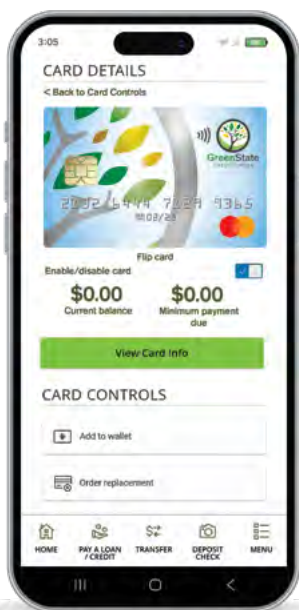 3:05
CARD DETAILS
< Back to Card Controls
GreenState
CREDIT UNION
Flip card
Enable/disable card
$0.00 $0.00
Current balance Minimum payment
due
View Card Info
CARD CONTROLS
Add to wallet
Order replacement
HOME PAY A LOAN / CREDIT TRANSFER DEPOSIT CHECK MENU